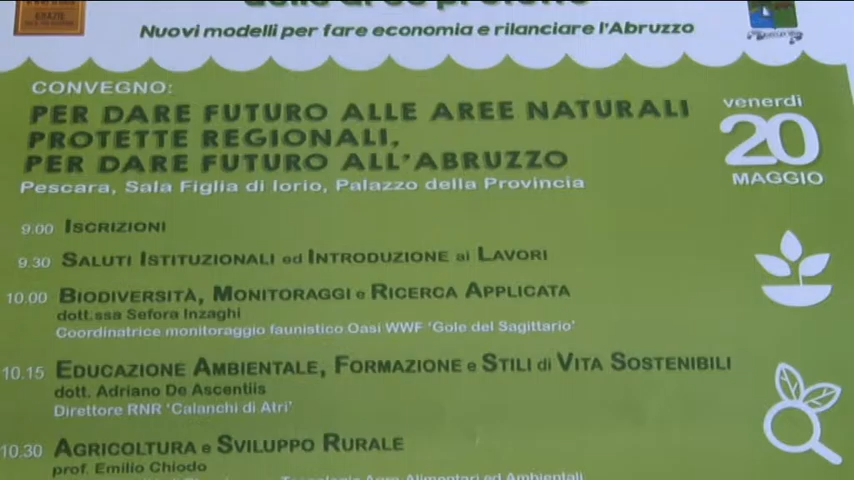 Nuovi modelli per fare economia e rilanciare l'Abruzzo
CONVEGNO:
PER DARE FUTURO ALLE AREE NATURALI
PROTETTE REGIONALI,
PER DARE FUTURO ALL'ABRUZZO
Pescara, Sala Figlia di Iorio, Palazzo della Provincia
venerdì
20
MAGGIO
9.00 Iscrizioni
9.30 Saluti Istituzionali ed Introduzione ai Lavori
10.00 Biodiversità, Monitoraggi e Ricerca Applicata
dott.ssa Sefora Inzaghi
Coordinatrice monitoraggio faunistico Oasi WWF 'Gole del Sagittario'
10.15 Educazione Ambientale, Formazione e Stili di Vita Sostenibili
dott. Adriano De Ascentiis
Direttore RNR 'Calanchi di Atri'
10.30 Agricoltura e Sviluppo Rurale
prof. Emilio Chiodo
Agro-Alimentari ed Ambientali